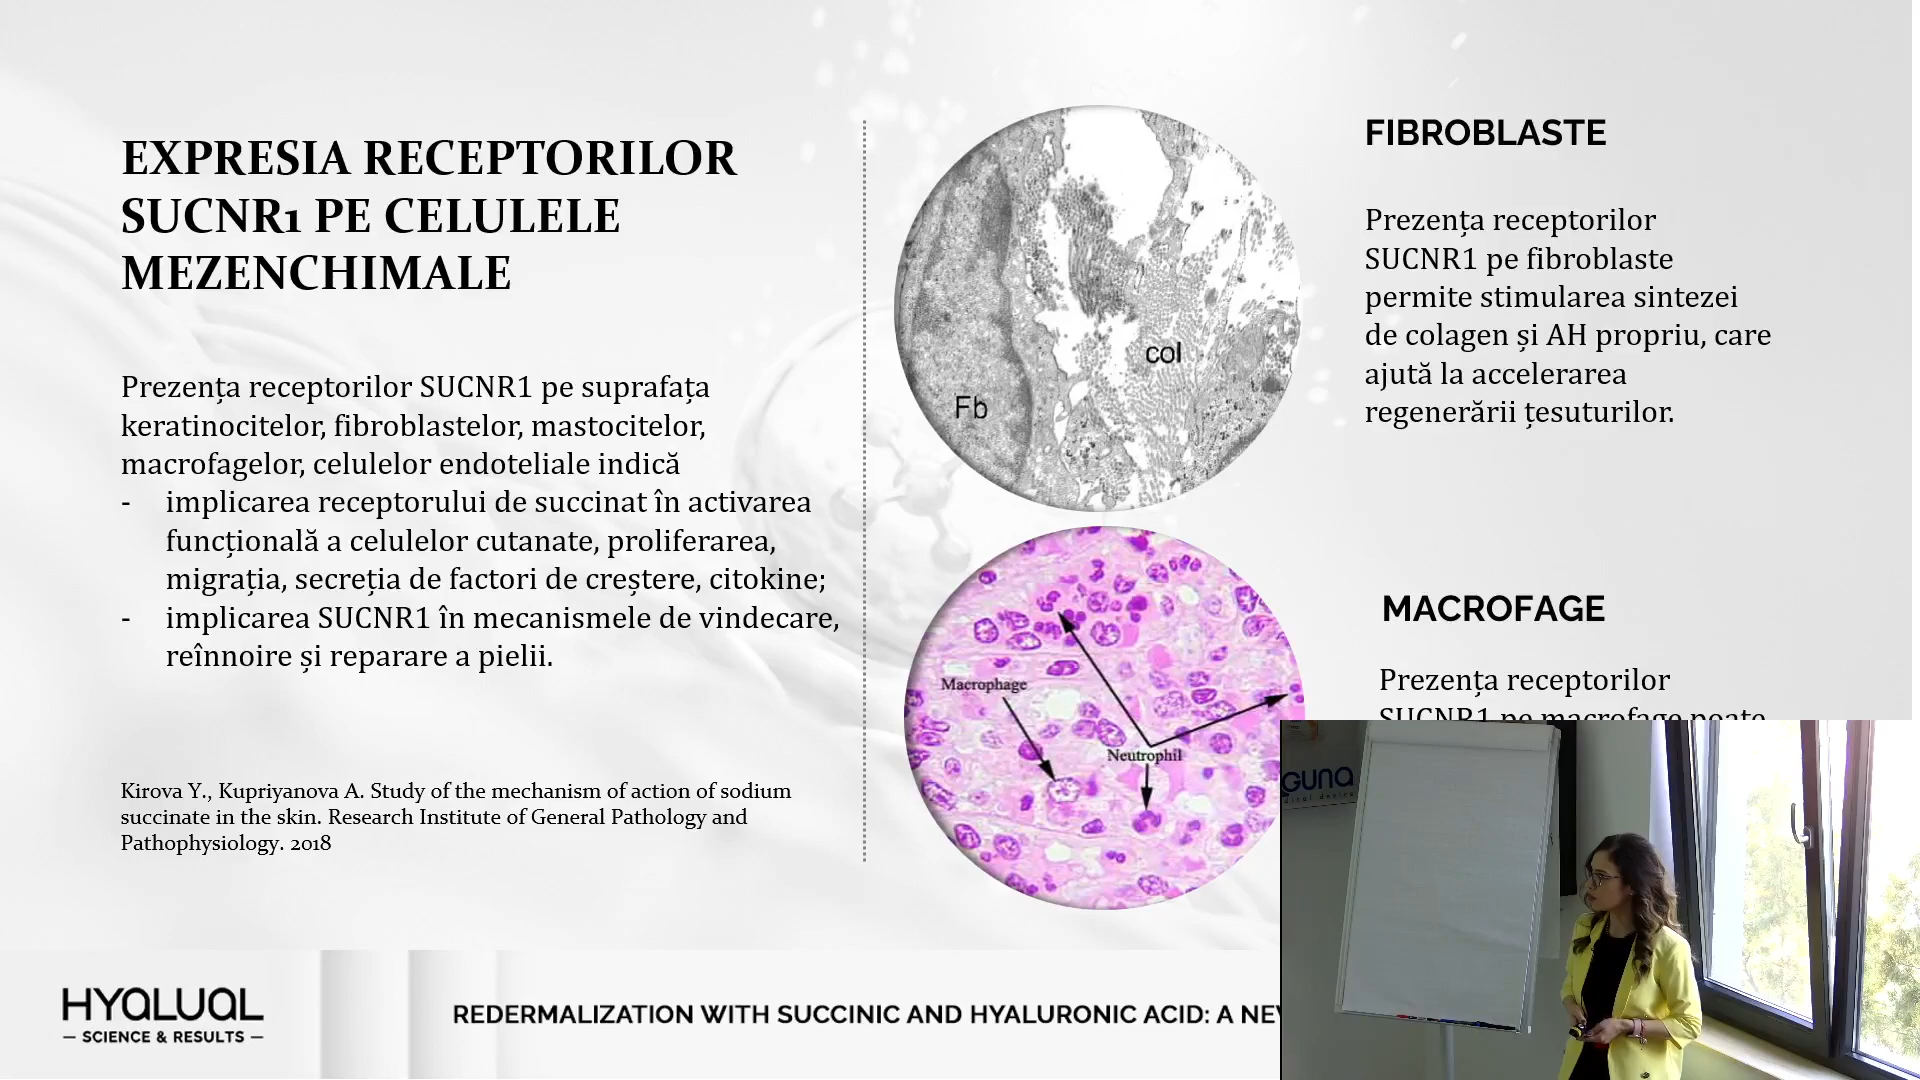 EXPRESIA RECEPTORILOR
SUCNR1 PE CELULELE
MEZENCHIMALE
Prezența receptorilor SUCNR1 pe suprafața
keratinocitelor, fibroblastelor, mastocitelor,
macrofagelor, celulelor endoteliale indică
- implicarea receptorului de succinat în activarea
funcțională a celulelor cutanate, proliferarea,
migrația, secreția de factori de creștere, citokine;
- implicarea SUCNR1 în mecanismele de vindecare,
reînnoire și reparare a pielii.
Kirova Y., Kupriyanova A. Study of the mechanism of action of sodium
succinate in the skin. Research Institute of General Pathology and
Pathophysiology. 2018
col
Fb
Macrophage
Neutrophil
FIBROBLASTE
Prezența receptorilor
SUCNR1 pe fibroblaste
permite stimularea sintezei
de colagen și AH propriu, care
ajută la accelerarea
regenerării țesuturilor.
MACROFAGE
Prezența receptorilor
SUCNR1 pe macrofage poate
GUNA
HYALUAL
— SCIENCE & RESULTS —
REDERMALIZATION WITH SUCCINIC AND HYALURONIC ACID: A